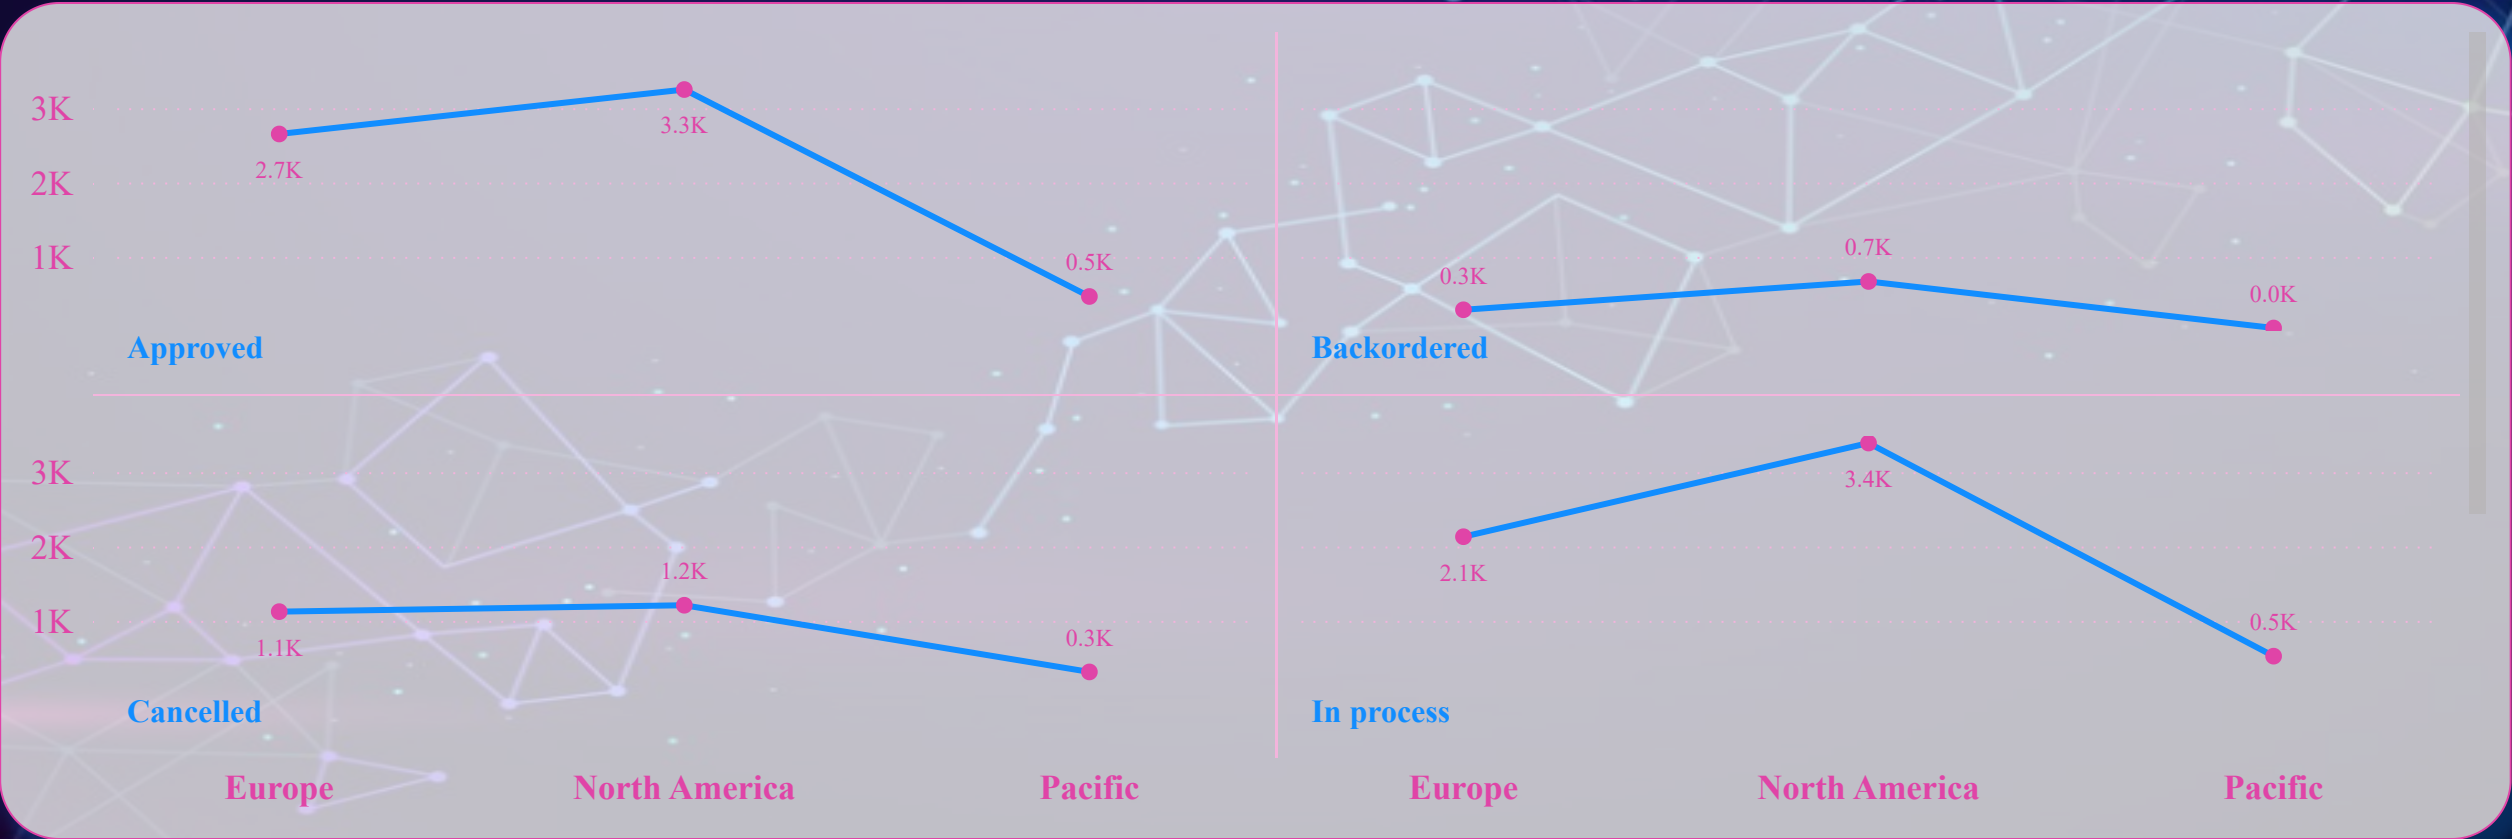 3K
2K
1K
2.7K
3.3K
0.5K
Approved
0.3K
0.7K
0.0K
Backordered
3K
2K
1K
1.1K
1.2K
0.3K
Cancelled
2.1K
3.4K
0.5K
In process
Europe North America Pacific Europe North America Pacific